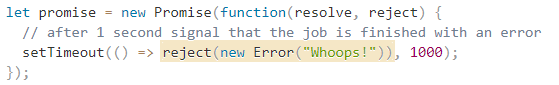 let promise = new Promise(function(resolve, reject) {
  // after 1 second signal that the job is finished with an error
  setTimeout(() => reject(new Error("Whoops!")), 1000);
});